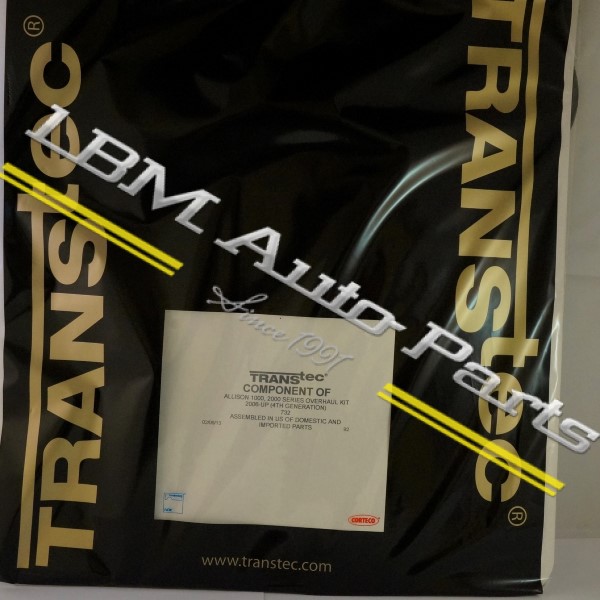 TRANStec®
TRANStec®
LBM Auto Parts
Since 1991
TRANStec®
COMPONENT OF
ALLISON 1000, 2000 SERIES OVERHAUL KIT
2006-UP (4TH GENERATION)
732
ASSEMBLED IN US OF DOMESTIC AND
IMPORTED PARTS
CORTECO
www.transtec.com